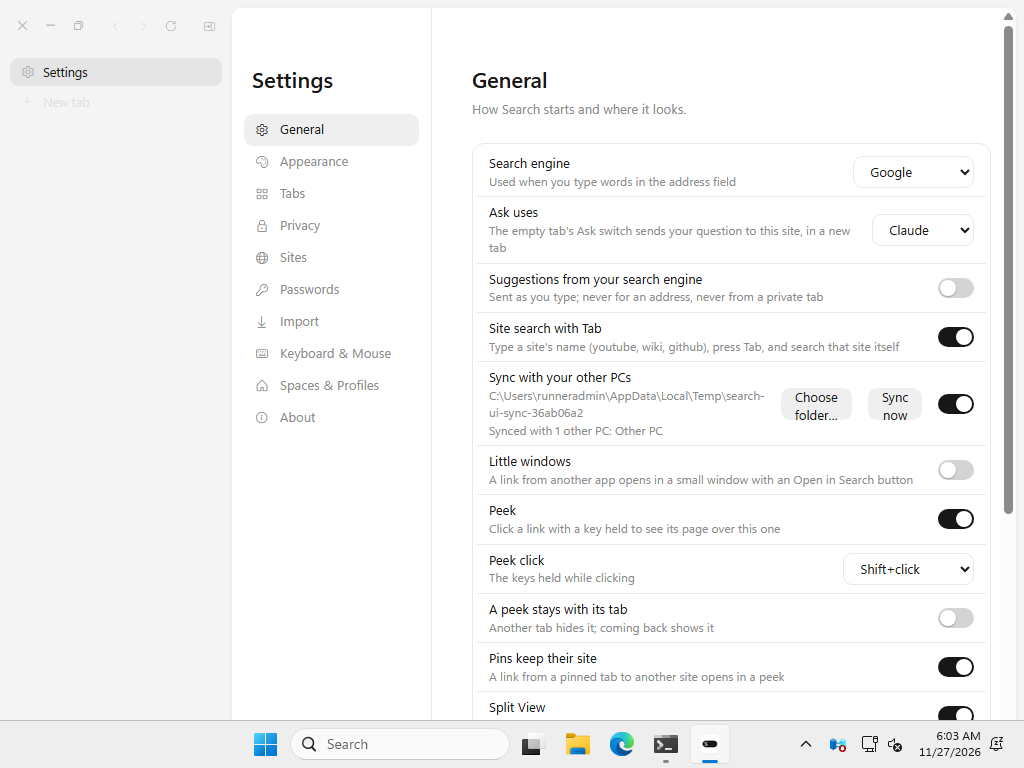 Settings
New tab
Settings
General
Appearance
Tabs
Privacy
Sites
Passwords
Import
Keyboard & Mouse
Spaces & Profiles
About
General
How Search starts and where it looks.
Search engine
Used when you type words in the address field
Google
Ask uses
The empty tab's Ask switch sends your question to this site, in a new
tab
Claude
Suggestions from your search engine
Sent as you type; never for an address, never from a private tab
Site search with Tab
Type a site's name (youtube, wiki, github), press Tab, and search that site itself
Sync with your other PCs
C:\Users\runneradmin\AppData\Local\Temp\search-
ui-sync-36ab06a2
Synced with 1 other PC: Other PC
Choose
folder...
Sync
now
Little windows
A link from another app opens in a small window with an Open in Search button
Peek
Click a link with a key held to see its page over this one
Peek click
The keys held while clicking
Shift+click
A peek stays with its tab
Another tab hides it; coming back shows it
Pins keep their site
A link from a pinned tab to another site opens in a peek
Split View
Search
6:03 AM
11/27/2026